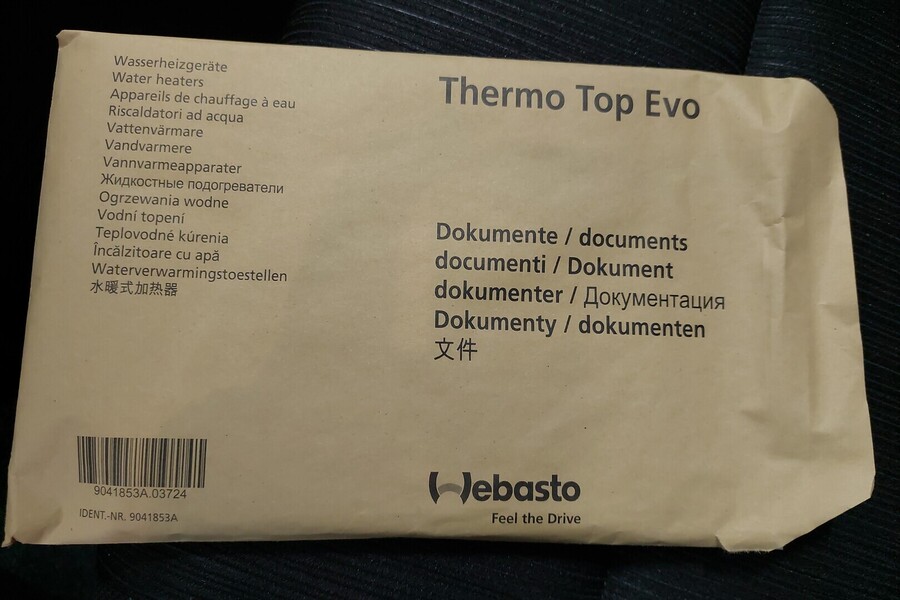 Wasserheizgeräte
Water heaters
Appareils de chauffage à eau
Riscaldatori ad acqua
Vattenvärmare
Vandvarmere
Vannvarmeapparater
Жидкостные подогреватели
Ogrzewania wodne
Vodní topení
Teplovodné kúrenia
Încălzitoare cu apă
Waterverwarmingstoestellen
水暖式加热器
Thermo Top Evo
Dokumente / documents
documenti / Dokument
dokumenter / Документация
Dokumenty / dokumenten
文件
9041853A.03724
IDENT.-NR. 9041853A
Webasto
Feel the Drive